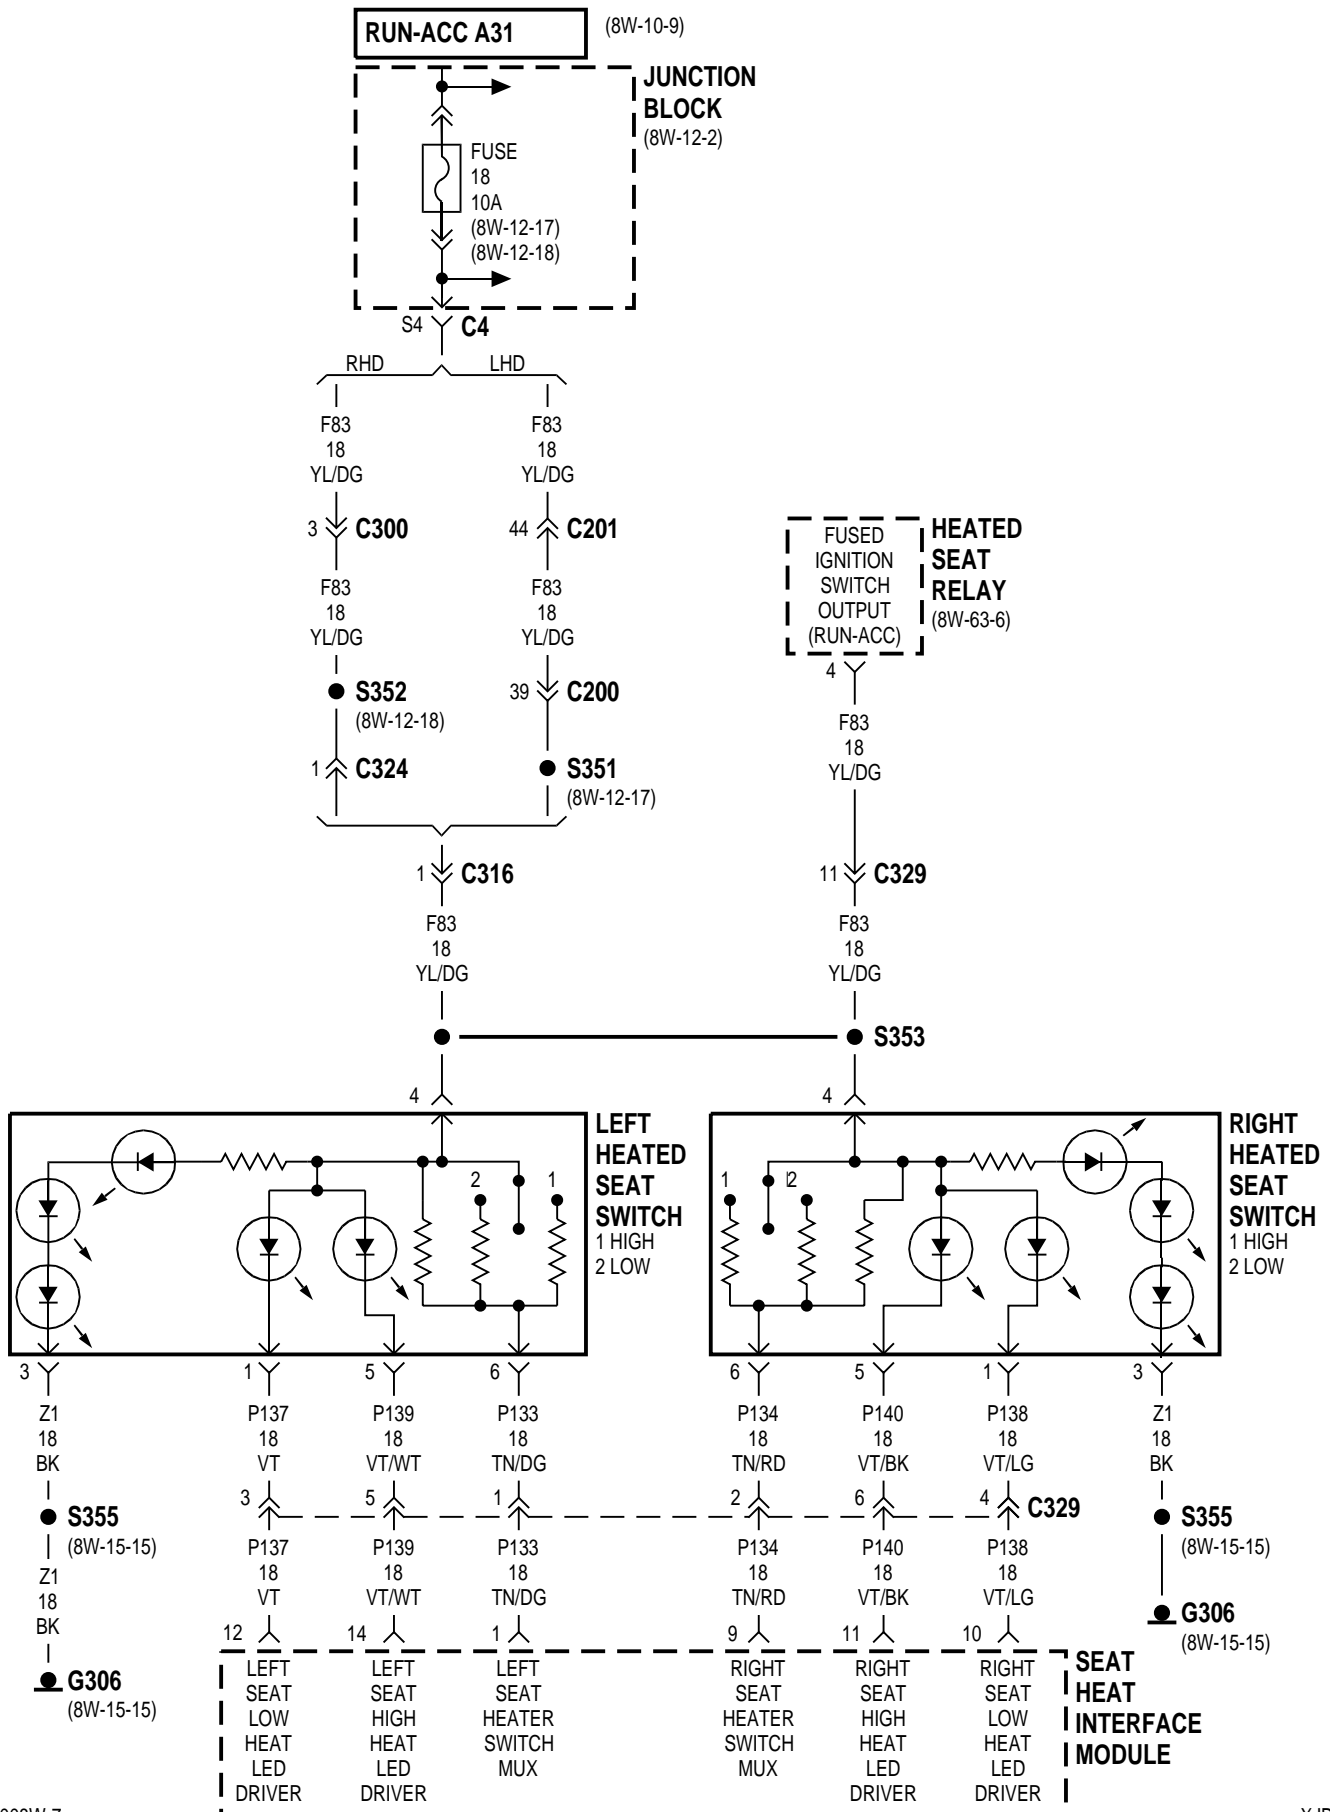 RUN-ACC A31
(8W-10-9)
JUNCTION
BLOCK
(8W-12-2)
FUSE
18
10A
(8W-12-17)
(8W-12-18)
S4
C4
RHD
LHD
F83
18
YL/DG
F83
18
YL/DG
3
C300
44
C201
F83
18
YL/DG
F83
18
YL/DG
S352
(8W-12-18)
39
C200
1
C324
S351
(8W-12-17)
FUSED
IGNITION
SWITCH
OUTPUT
(RUN-ACC)
HEATED
SEAT
RELAY
(8W-63-6)
4
F83
18
YL/DG
1
C316
11
C329
F83
18
YL/DG
F83
18
YL/DG
S353
4
4
LEFT
HEATED
SEAT
SWITCH
1 HIGH
2 LOW
2
1
1
2
RIGHT
HEATED
SEAT
SWITCH
1 HIGH
2 LOW
3
1
5
6
6
5
1
3
Z1
18
BK
P137
18
VT
P139
18
VT/WT
P133
18
TN/DG
P134
18
TN/RD
P140
18
VT/BK
P138
18
VT/LG
Z1
18
BK
S355
(8W-15-15)
3
5
1
2
6
4
C329
S355
(8W-15-15)
Z1
18
BK
P137
18
VT
P139
18
VT/WT
P133
18
TN/DG
P134
18
TN/RD
P140
18
VT/BK
P138
18
VT/LG
G306
(8W-15-15)
G306
(8W-15-15)
12
14
1
9
11
10
LEFT
SEAT
LOW
HEAT
LED
DRIVER
LEFT
SEAT
HIGH
HEAT
LED
DRIVER
LEFT
SEAT
HEATER
SWITCH
MUX
RIGHT
SEAT
HEATER
SWITCH
MUX
RIGHT
SEAT
HIGH
HEAT
LED
DRIVER
RIGHT
SEAT
LOW
HEAT
LED
DRIVER
SEAT
HEAT
INTERFACE
MODULE